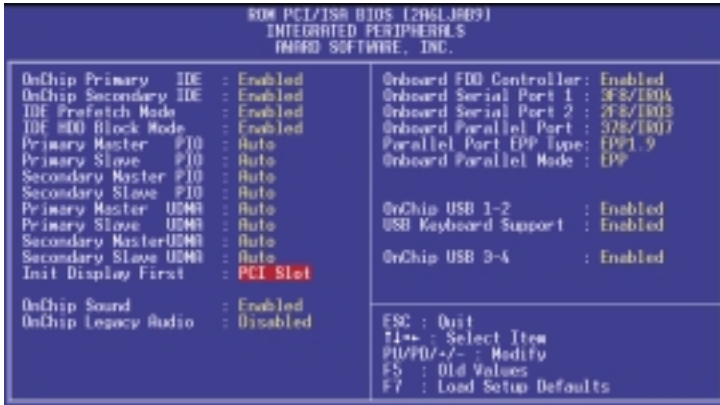 ROM PCI/ISA BIOS [2A6LJAB9]
INTEGRATED PERIPHERALS
AWARD SOFTWARE, INC.
OnChip Primary IDE : Enabled
OnChip Secondary IDE : Enabled
IDE Prefetch Mode : Enabled
IDE HDD Block Mode : Enabled
Primary Master PIO : Auto
Primary Slave PIO : Auto
Secondary Master PIO : Auto
Secondary Slave PIO : Auto
Primary Master UDMA : Auto
Primary Slave UDMA : Auto
Secondary MasterUDMA : Auto
Secondary Slave UDMA : Auto
Init Display First : PCI Slot
OnChip Sound : Enabled
OnChip Legacy Audio : Disabled
Onboard FDD Controller: Enabled
Onboard Serial Port 1 : 3F8/IRQ4
Onboard Serial Port 2 : 2F8/IRQ3
Onboard Parallel Port : 378/IRQ7
Parallel Port EPP Type: EPP1.9
Onboard Parallel Mode : EPP
OnChip USB 1-2 : Enabled
USB Keyboard Support : Enabled
OnChip USB 3-4 : Enabled
ESC : Quit
↑↓→← : Select Item
PU/PD/+/- : Modify
F5 : Old Values
F7 : Load Setup Defaults